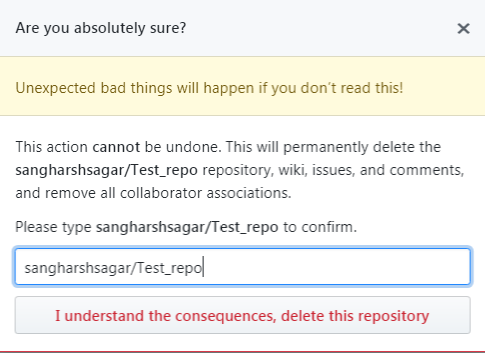 Are you absolutely sure?
Unexpected bad things will happen if you don’t read this!
This action cannot be undone. This will permanently delete the
sangharshsagar/Test_repo repository, wiki, issues, and comments,
and remove all collaborator associations.
Please type sangharshsagar/Test_repo to confirm.
sangharshsagar/Test_repo
I understand the consequences, delete this repository